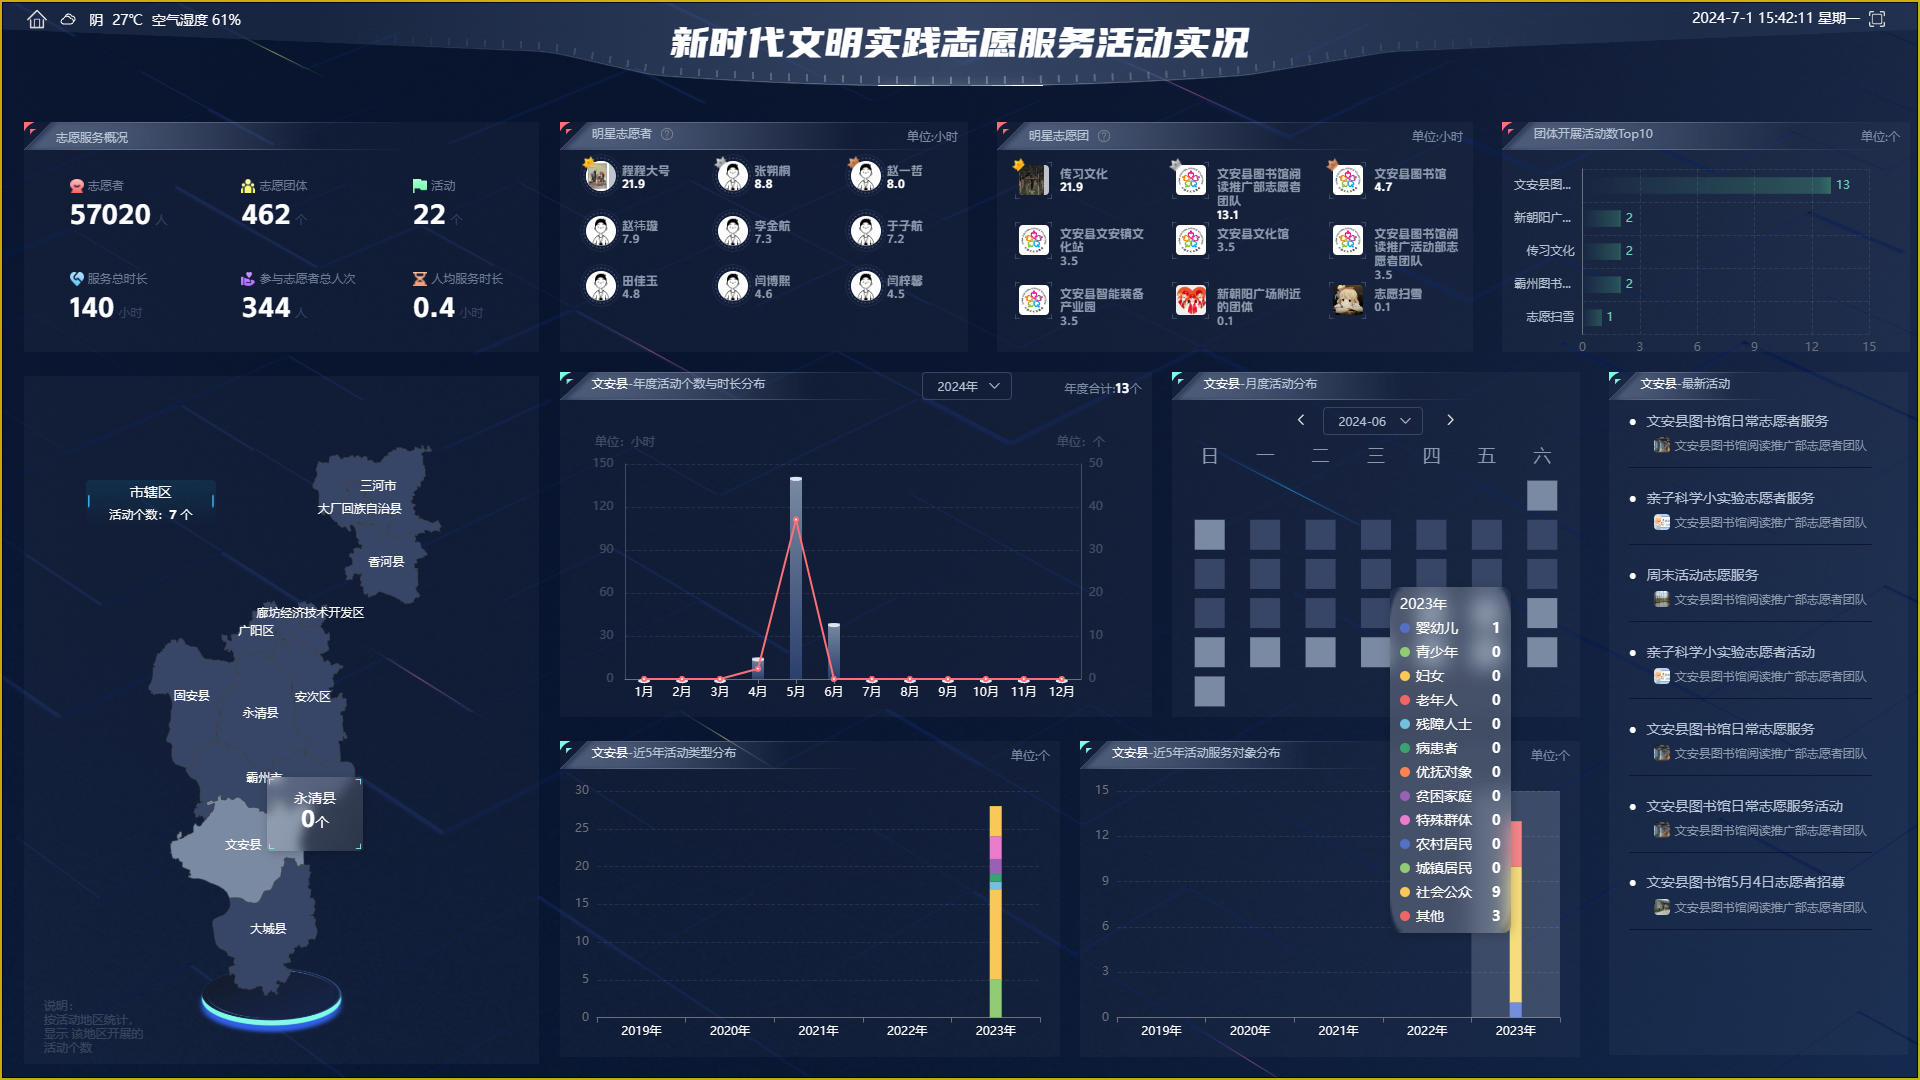 阴 27℃ 空气湿度 61%
新时代文明实践志愿服务活动实况
2024-7-1 15:42:11 星期一
志愿服务概况
志愿者
57020 人
志愿团体
462 个
活动
22 个
服务总时长
140 小时
参与志愿者总人次
344 人
人均服务时长
0.4 小时
明星志愿者
单位:小时
程程大号
21.9
张朔桐
8.8
赵一哲
8.0
赵祎璇
7.9
李金航
7.3
于子航
7.2
田佳玉
4.8
闫博熙
4.6
闫梓馨
4.5
明星志愿团
单位:小时
传习文化
21.9
文安县图书馆阅
读推广部志愿者
团队
13.1
文安县图书馆
4.7
文安县文安镇文
化站
3.5
文安县文化馆
3.5
文安县图书馆阅
读推广活动部志
愿者团队
3.5
文安县智能装备
产业园
3.5
新朝阳广场附近
的团体
0.1
志愿扫雪
0.1
团体开展活动数Top10
单位:个
文安县图... 13
新朝阳广... 2
传习文化 2
霸州图书... 2
志愿扫雪 1
0 3 6 9 12 15
市辖区
活动个数: 7 个
三河市
大厂回族自治县
香河县
廊坊经济技术开发区
广阳区
固安县
安次区
永清县
霸州市
永清县
0个
文安县
大城县
说明:
按活动地区统计,
显示 该地区开展的
活动个数
文安县-年度活动个数与时长分布
2024年
年度合计:13个
单位: 小时
单位: 个
150 50
120 40
90 30
60 20
30 10
0 0
1月 2月 3月 4月 5月 6月 7月 8月 9月 10月 11月 12月
文安县-月度活动分布
2024-06
日 一 二 三 四 五 六
文安县-近5年活动类型分布
单位:个
30
25
20
15
10
5
0
2019年 2020年 2021年 2022年 2023年
文安县-近5年活动服务对象分布
单位:个
15
12
9
6
3
0
2019年 2020年 2021年 2022年 2023年
2023年
婴幼儿 1
青少年 0
妇女 0
老年人 0
残障人士 0
病患者 0
优抚对象 0
贫困家庭 0
特殊群体 0
农村居民 0
城镇居民 0
社会公众 9
其他 3
文安县-最新活动
文安县图书馆日常志愿者服务
文安县图书馆阅读推广部志愿者团队
亲子科学小实验志愿者服务
文安县图书馆阅读推广部志愿者团队
周末活动志愿服务
文安县图书馆阅读推广部志愿者团队
亲子科学小实验志愿者活动
文安县图书馆阅读推广部志愿者团队
文安县图书馆日常志愿者服务
文安县图书馆阅读推广部志愿者团队
文安县图书馆日常志愿服务活动
文安县图书馆阅读推广部志愿者团队
文安县图书馆5月4日志愿者招募
文安县图书馆阅读推广部志愿者团队